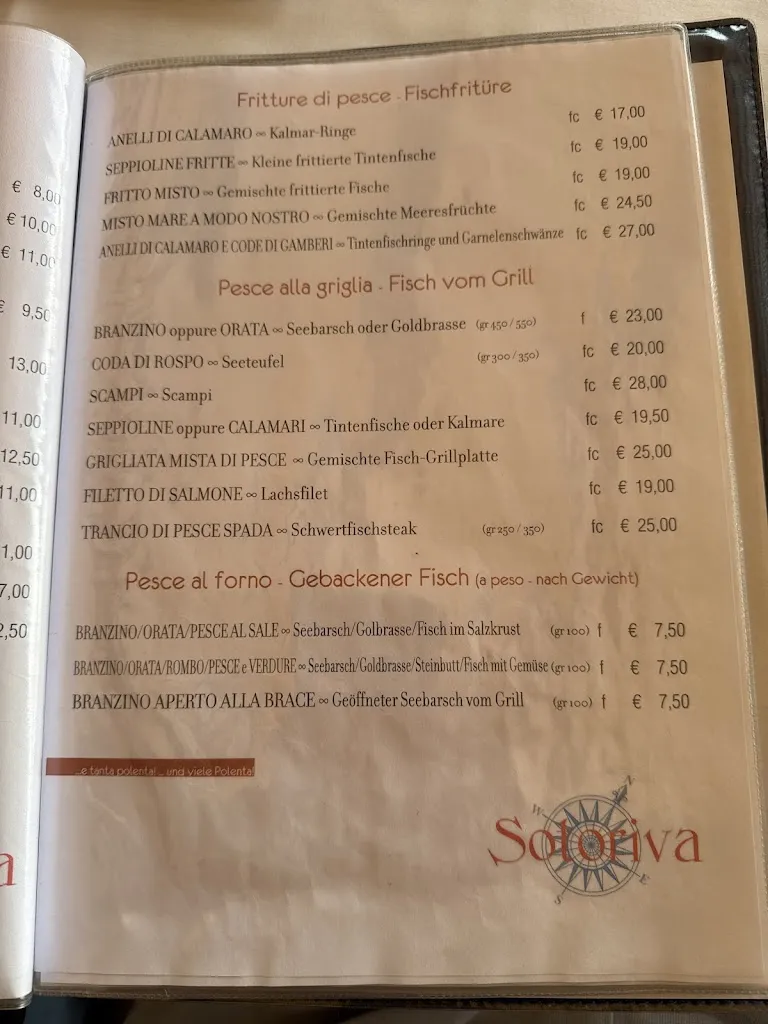 € 8,00
€ 10,00
€ 11,00
€ 9,50
13,00
11,00
12,50
11,00
1,00
7,00
2,50
a
Fritture di pesce - Fischfritüre
ANELLI DI CALAMARO ∞ Kalmar-Ringe fc € 17,00
SEPPIOLINE FRITTE ∞ Kleine frittierte Tintenfische fc € 19,00
FRITTO MISTO ∞ Gemischte frittierte Fische fc € 19,00
MISTO MARE A MODO NOSTRO ∞ Gemischte Meeresfrüchte fc € 24,50
ANELLI DI CALAMARO E CODE DI GAMBERI ∞ Tintenfischringe und Garnelenschwänze fc € 27,00
Pesce alla griglia - Fisch vom Grill
BRANZINO oppure ORATA ∞ Seebarsch oder Goldbrasse (gr 450 / 550) f € 23,00
CODA DI ROSPO ∞ Seeteufel (gr 300 / 350) fc € 20,00
SCAMPI ∞ Scampi fc € 28,00
SEPPIOLINE oppure CALAMARI ∞ Tintenfische oder Kalmare fc € 19,50
GRIGLIATA MISTA DI PESCE ∞ Gemischte Fisch-Grillplatte fc € 25,00
FILETTO DI SALMONE ∞ Lachsfilet fc € 19,00
TRANCIO DI PESCE SPADA ∞ Schwertfischsteak (gr 250 / 350) fc € 25,00
Pesce al forno - Gebackener Fisch (a peso - nach Gewicht)
BRANZINO/ORATA/PESCE AL SALE ∞ Seebarsch/Golbrasse/Fisch im Salzkrust (gr 100) f € 7,50
BRANZINO/ORATA/ROMBO/PESCE e VERDURE ∞ Seebarsch/Goldbrasse/Steinbutt/Fisch mit Gemüse (gr 100) f € 7,50
BRANZINO APERTO ALLA BRACE ∞ Geöffneter Seebarsch vom Grill (gr 100) f € 7,50
...e tanta polenta! ... und viele Polenta!
N
W
Sotoriva
E
S